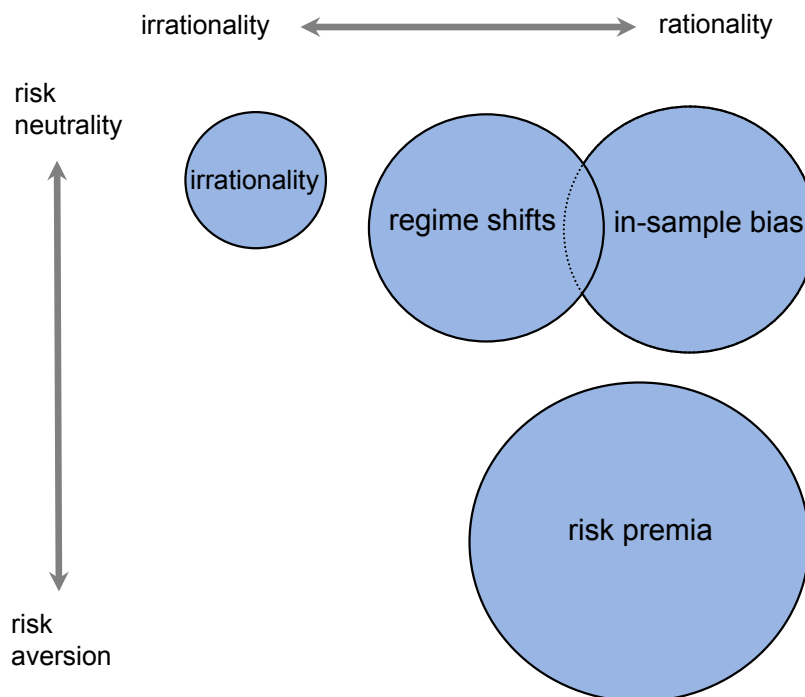 irrationality
rationality
risk
neutrality
irrationality
regime shifts
in-sample bias
risk premia
risk
aversion